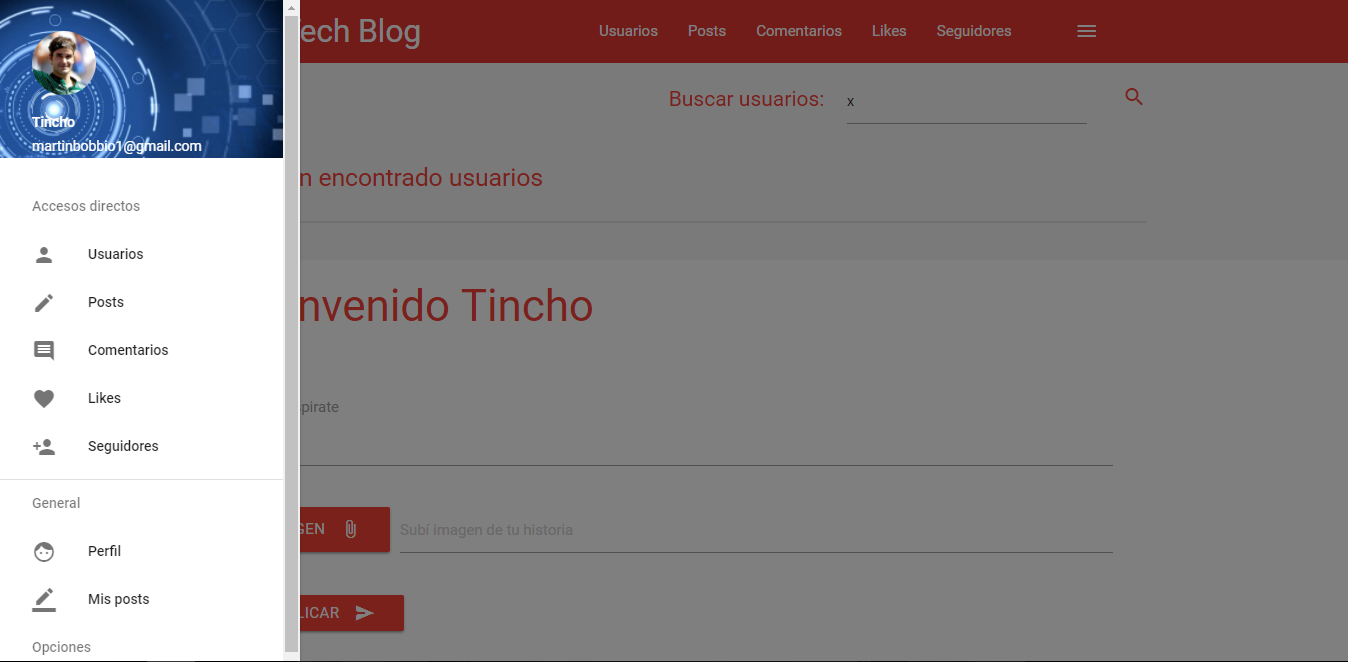 Tincho
martinbobbio1@gmail.com
Accesos directos
Usuarios
Posts
Comentarios
Likes
Seguidores
General
Perfil
Mis posts
Opciones
ech Blog
Usuarios Posts Comentarios Likes Seguidores
Buscar usuarios: x
n encontrado usuarios
nvenido Tincho
pirate
GEN Subí imagen de tu historia
LICAR